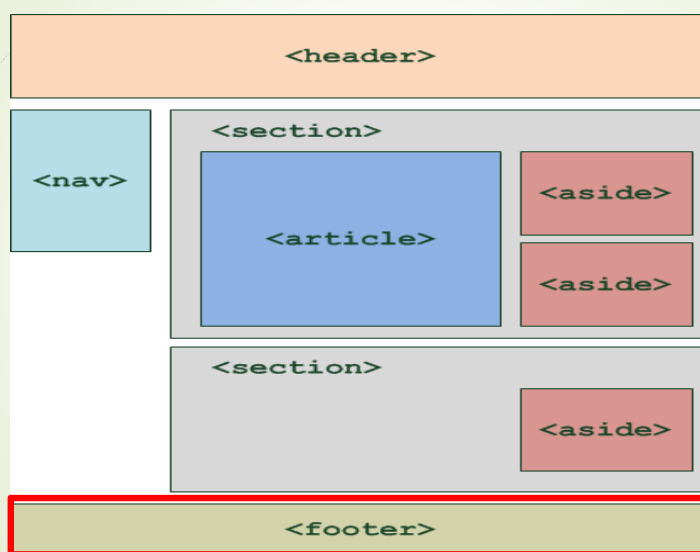 <header>
<nav>
<section>
<article>
<aside>
<aside>
<section>
<aside>
<footer>